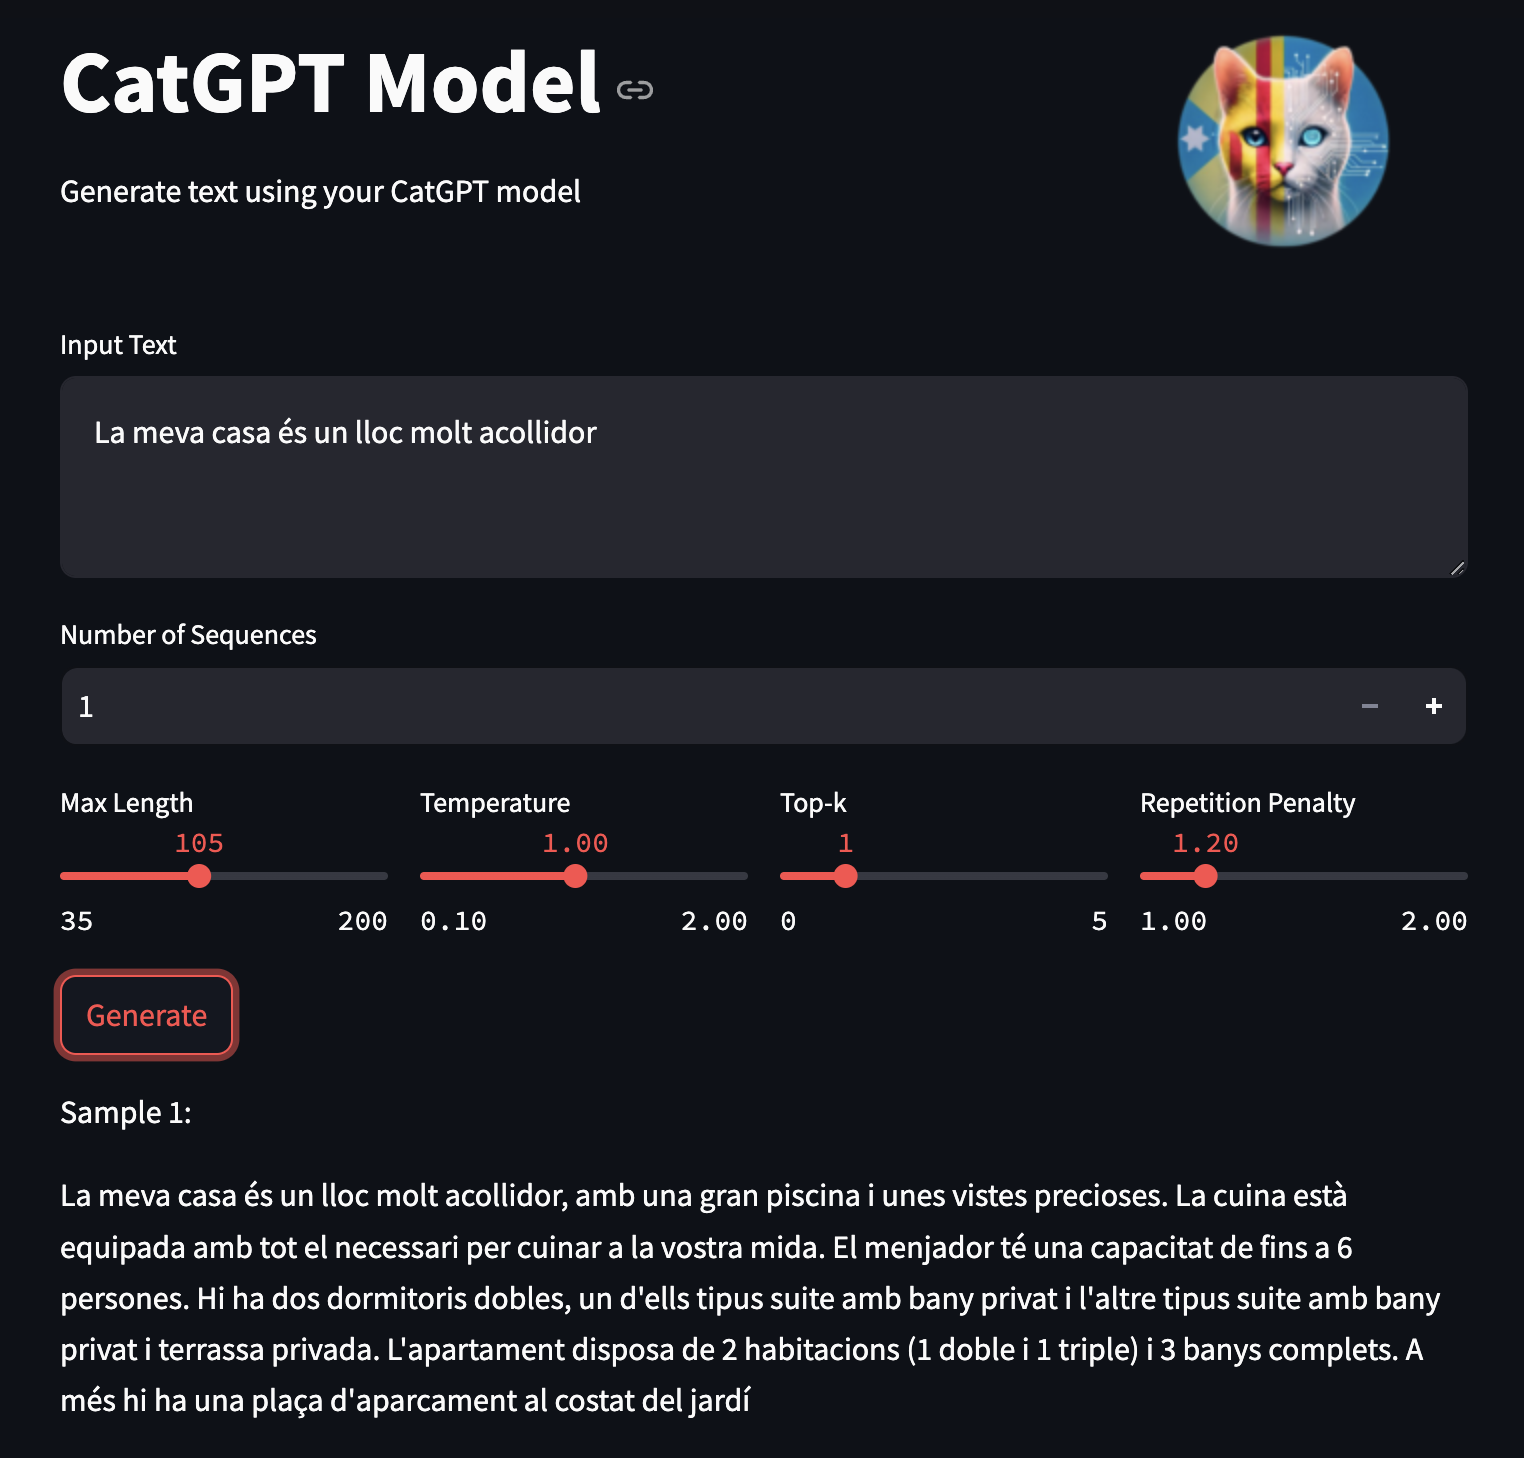 CatGPT Model
Generate text using your CatGPT model
Input Text
La meva casa és un lloc molt acollidor
Number of Sequences
1
Max Length
105
35 200
Temperature
1.00
0.10 2.00
Top-k
1
0 5
Repetition Penalty
1.20
1.00 2.00
Generate
Sample 1:
La meva casa és un lloc molt acollidor, amb una gran piscina i unes vistes precioses. La cuina està
equipada amb tot el necessari per cuinar a la vostra mida. El menjador té una capacitat de fins a 6
persones. Hi ha dos dormitoris dobles, un d'ells tipus suite amb bany privat i l'altre tipus suite amb bany
privat i terrassa privada. L'apartament disposa de 2 habitacions (1 doble i 1 triple) i 3 banys complets. A
més hi ha una plaça d'aparcament al costat del jardí